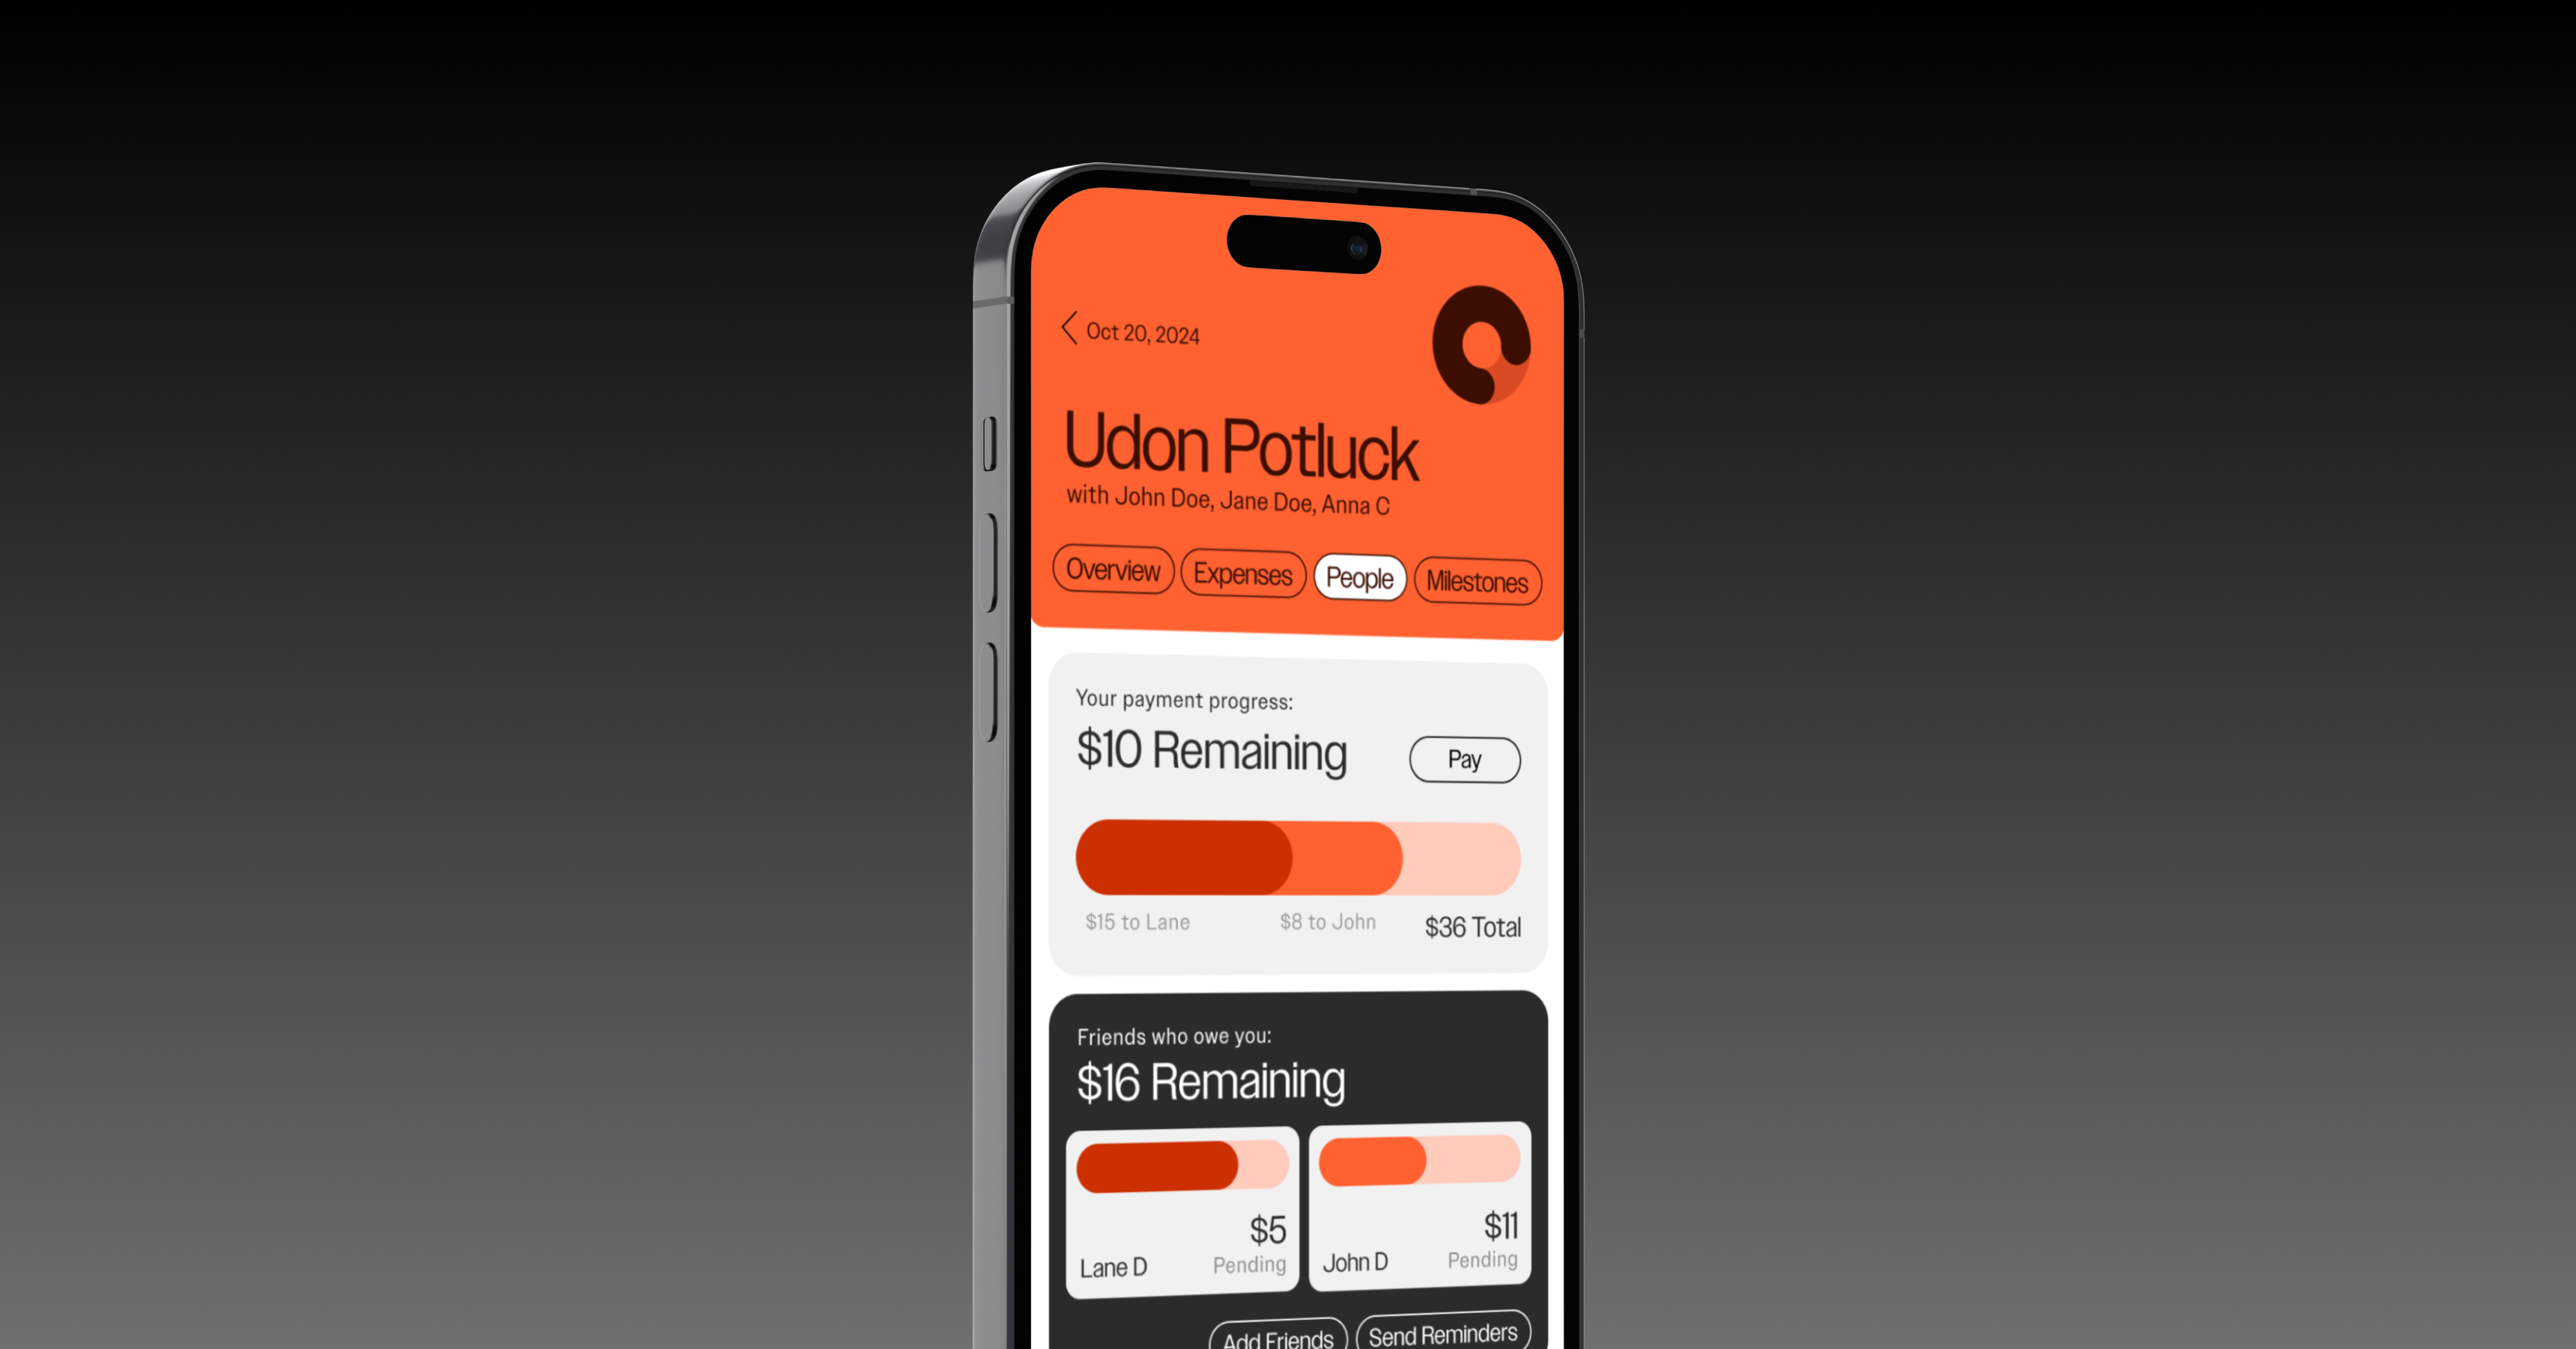 Oct 20, 2024
Udon Potluck
with John Doe, Jane Doe, Anna C
Overview Expenses People Milestones
Your payment progress:
$10 Remaining
Pay
$15 to Lane $8 to John $36 Total
Friends who owe you:
$16 Remaining
$5 $11
Lane D Pending John D Pending
Add Friends Send Reminders